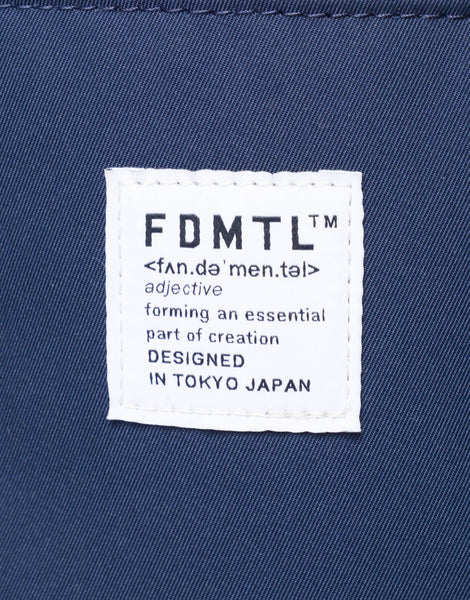 FDMTL™
<fʌn.dəˈmen.təl>
adjective
forming an essential
part of creation
DESIGNED
IN TOKYO JAPAN